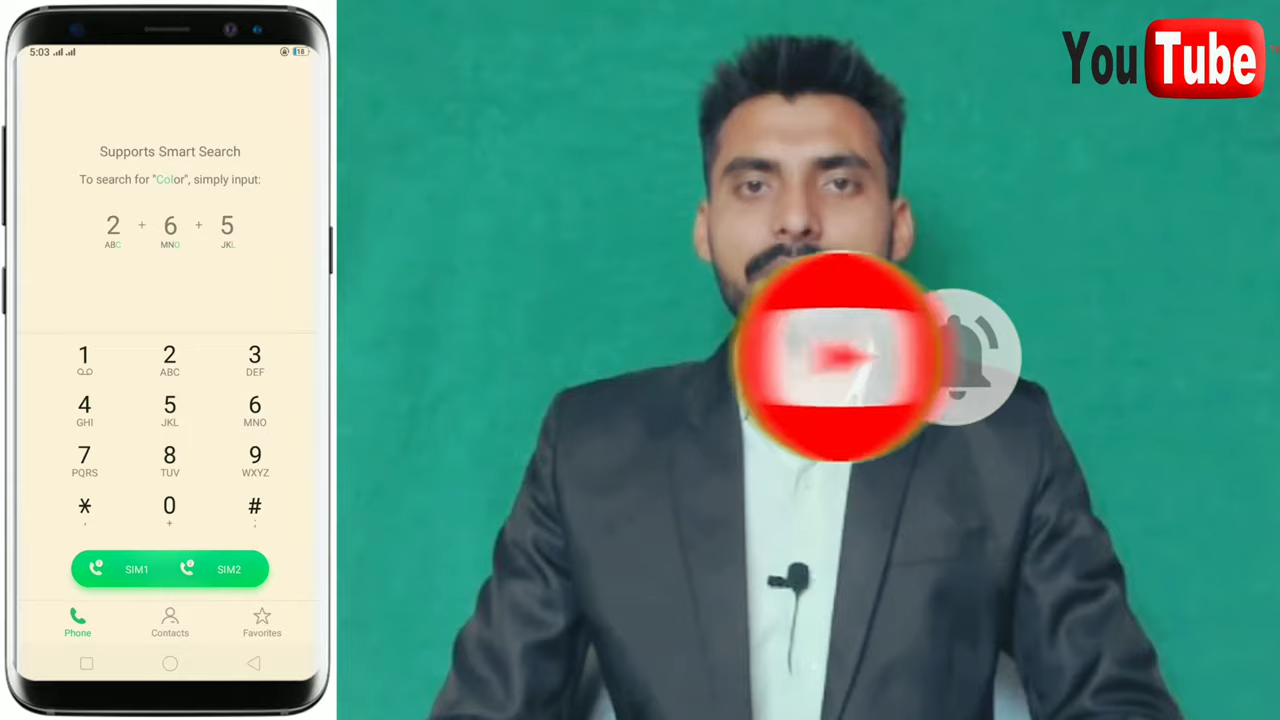 5:03
18
Supports Smart Search
To search for "Color", simply input:
2 + 6 + 5
ABC MNO JKL
1 2 3
ABC DEF
4 5 6
GHI JKL MNO
7 8 9
PQRS TUV WXYZ
* 0 #
, + ;
SIM1 SIM2
Phone Contacts Favorites
YouTube